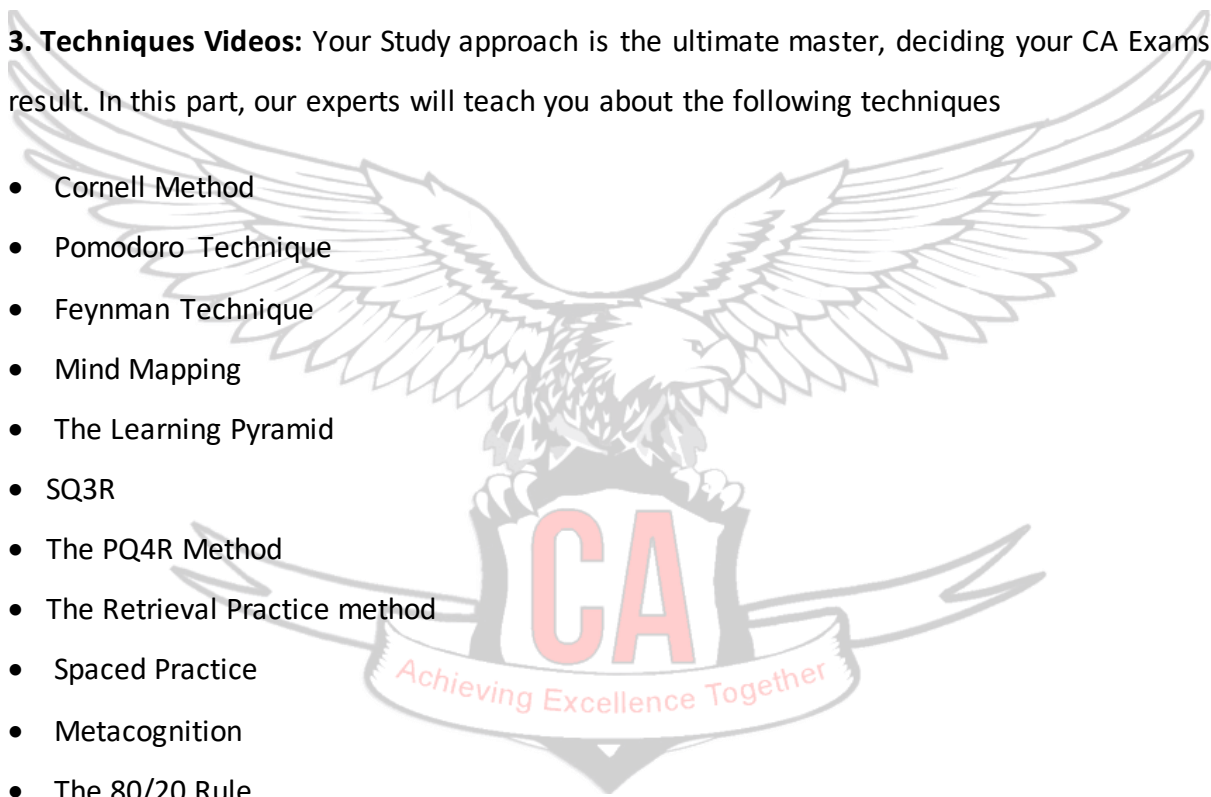 3. Techniques Videos: Your Study approach is the ultimate master, deciding your CA Exams
result. In this part, our experts will teach you about the following techniques
• Cornell Method
• Pomodoro Technique
• Feynman Technique
• Mind Mapping
• The Learning Pyramid
• SQ3R
• The PQ4R Method
• The Retrieval Practice method
• Spaced Practice
• Metacognition
• The 80/20 Rule
CA
Achieving Excellence Together